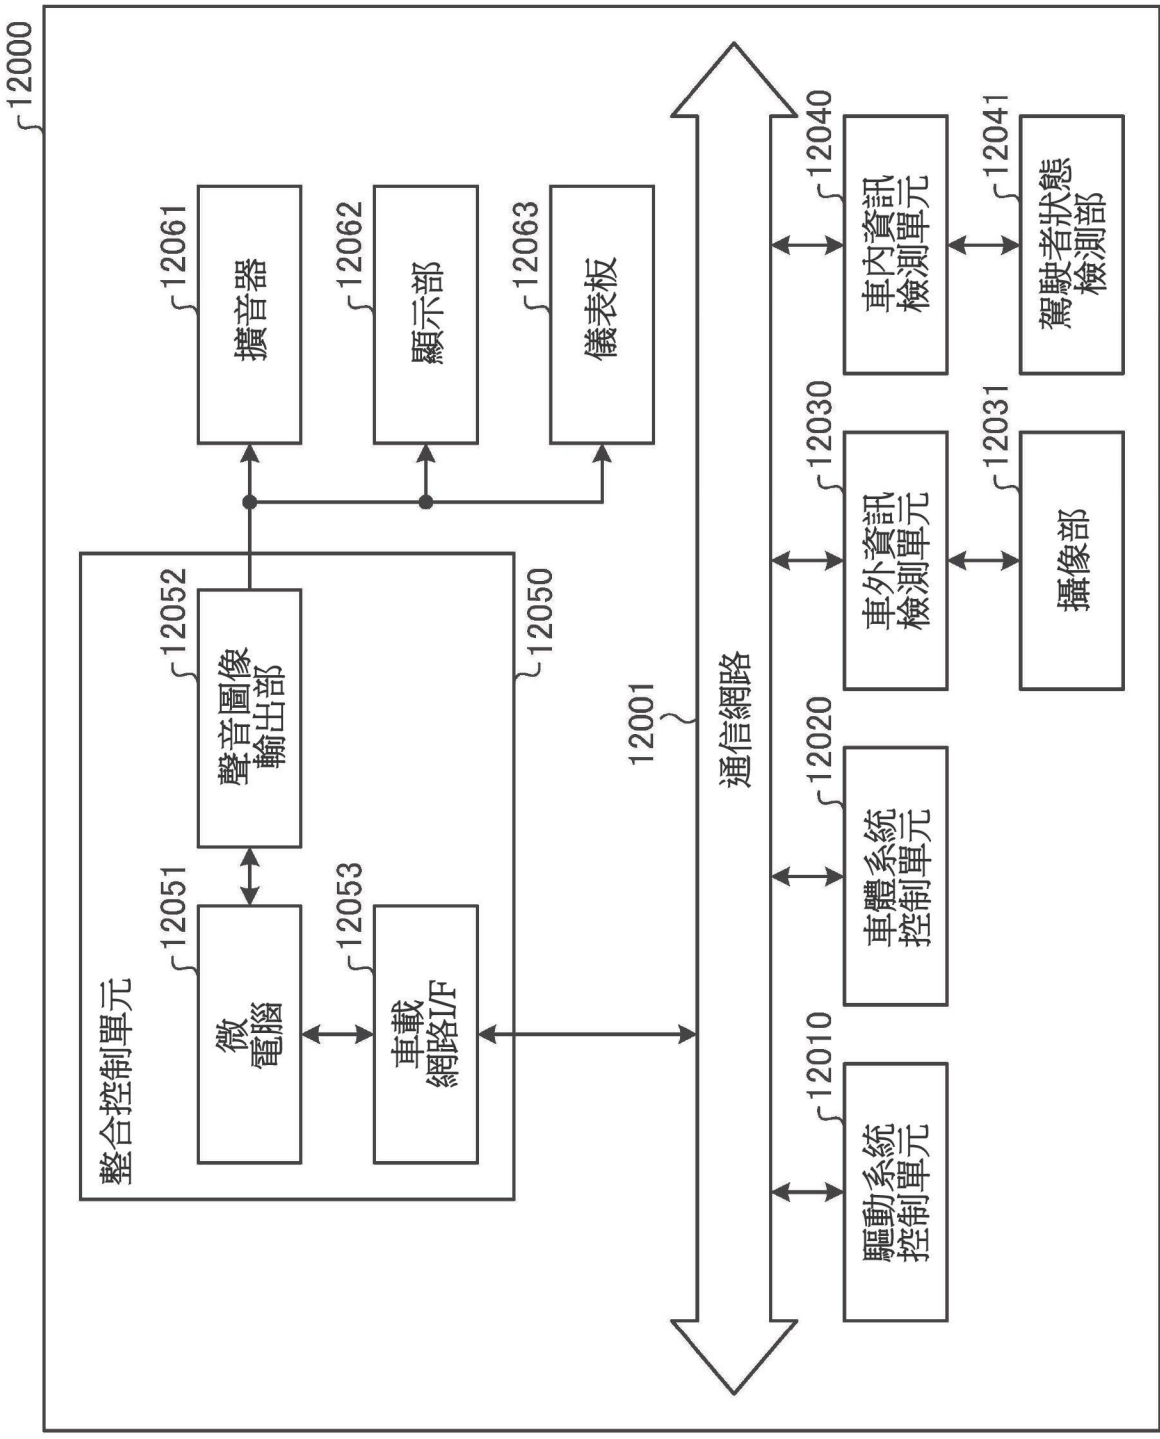 12000
整合控制單元
12051
微
電腦
12052
聲音圖像
輸出部
12061
擴音器
12053
車載
網路I/F
12062
顯示部
12050
12063
儀表板
12001
通信網路
12010
驅動系統
控制單元
12020
車體系統
控制單元
12030
車外資訊
檢測單元
12040
車內資訊
檢測單元
12031
攝像部
12041
駕駛者狀態
檢測部